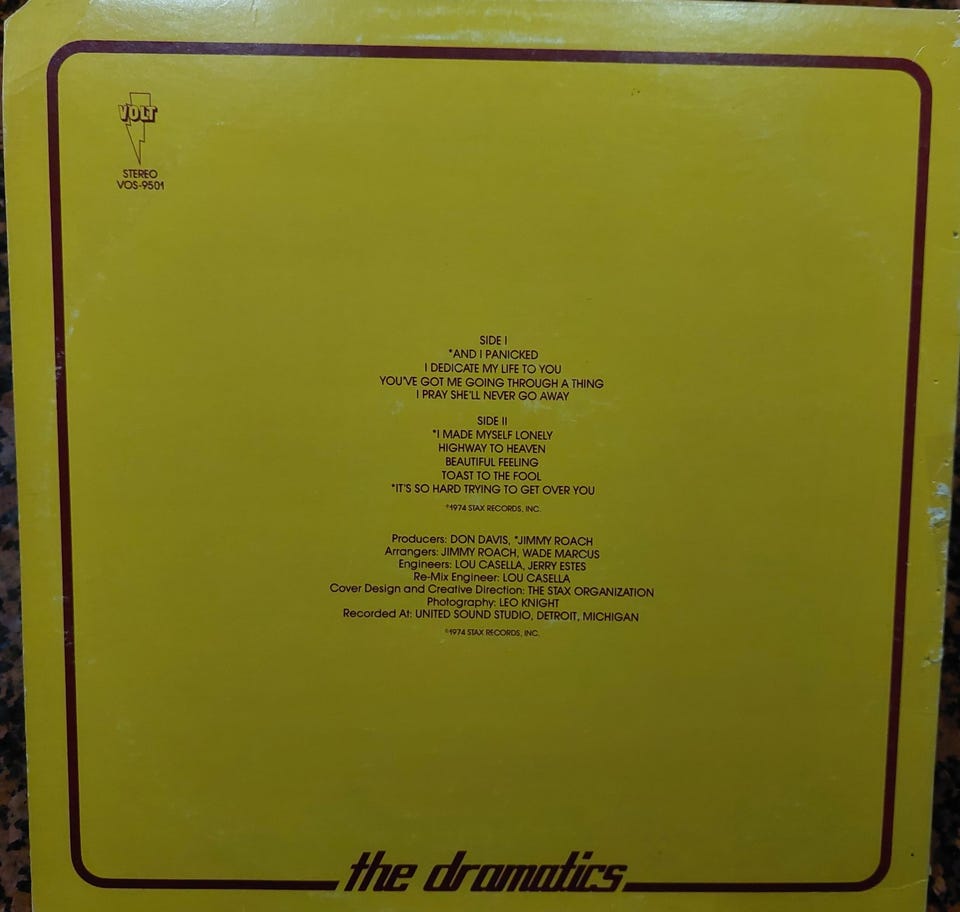 VOLT
STEREO
VOS-9501
SIDE I
*AND I PANICKED
I DEDICATE MY LIFE TO YOU
YOU'VE GOT ME GOING THROUGH A THING
I PRAY SHE'LL NEVER GO AWAY
SIDE II
*I MADE MYSELF LONELY
HIGHWAY TO HEAVEN
BEAUTIFUL FEELING
TOAST TO THE FOOL
*IT'S SO HARD TRYING TO GET OVER YOU
℗1974 STAX RECORDS, INC.
Producers: DON DAVIS, *JIMMY ROACH
Arrangers: JIMMY ROACH, WADE MARCUS
Engineers: LOU CASELLA, JERRY ESTES
Re-Mix Engineer: LOU CASELLA
Cover Design and Creative Direction: THE STAX ORGANIZATION
Photography: LEO KNIGHT
Recorded At: UNITED SOUND STUDIO, DETROIT, MICHIGAN
©1974 STAX RECORDS, INC.
the dramatics